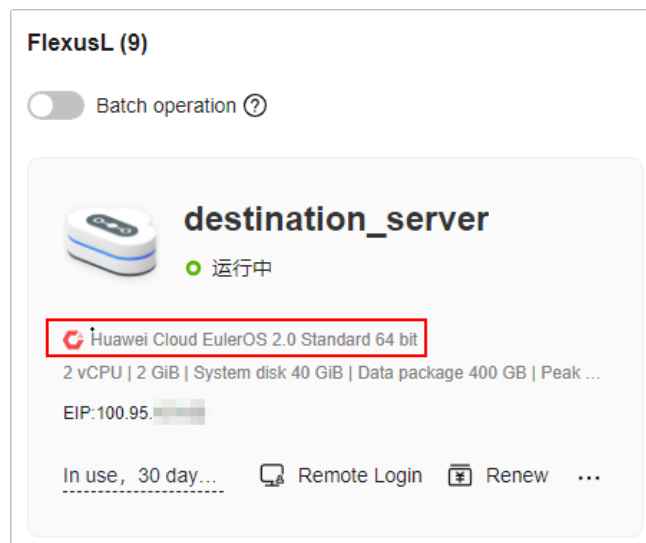 FlexusL (9)
Batch operation
destination_server
运行中
Huawei Cloud EulerOS 2.0 Standard 64 bit
2 vCPU | 2 GiB | System disk 40 GiB | Data package 400 GB | Peak ...
EIP:100.95.
In use，30 day... Remote Login Renew ...